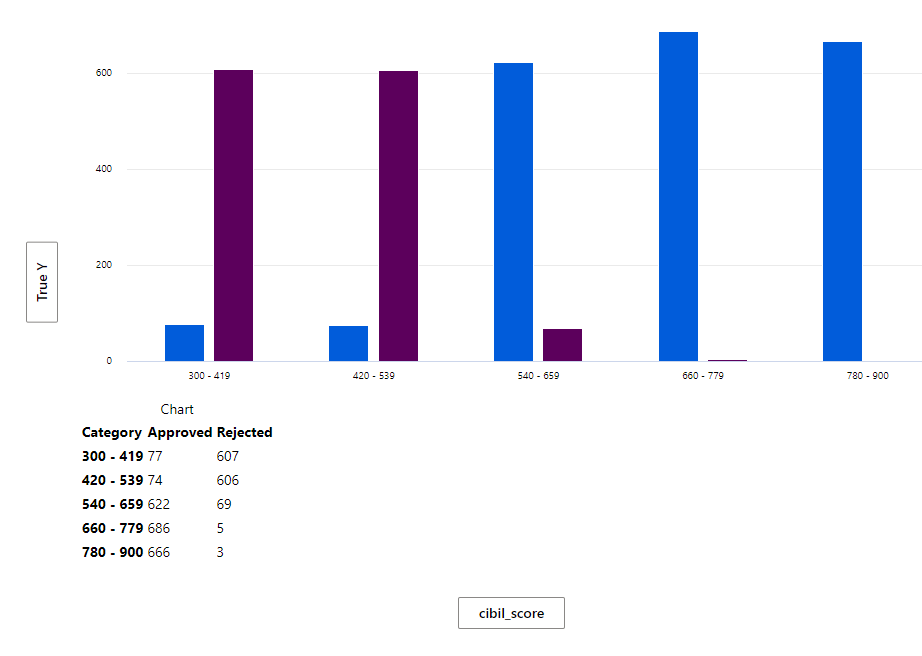 600
400
200
0
True Y
300 - 419 420 - 539 540 - 659 660 - 779 780 - 900
Chart
Category Approved Rejected
300 - 419 77 607
420 - 539 74 606
540 - 659 622 69
660 - 779 686 5
780 - 900 666 3
cibil_score